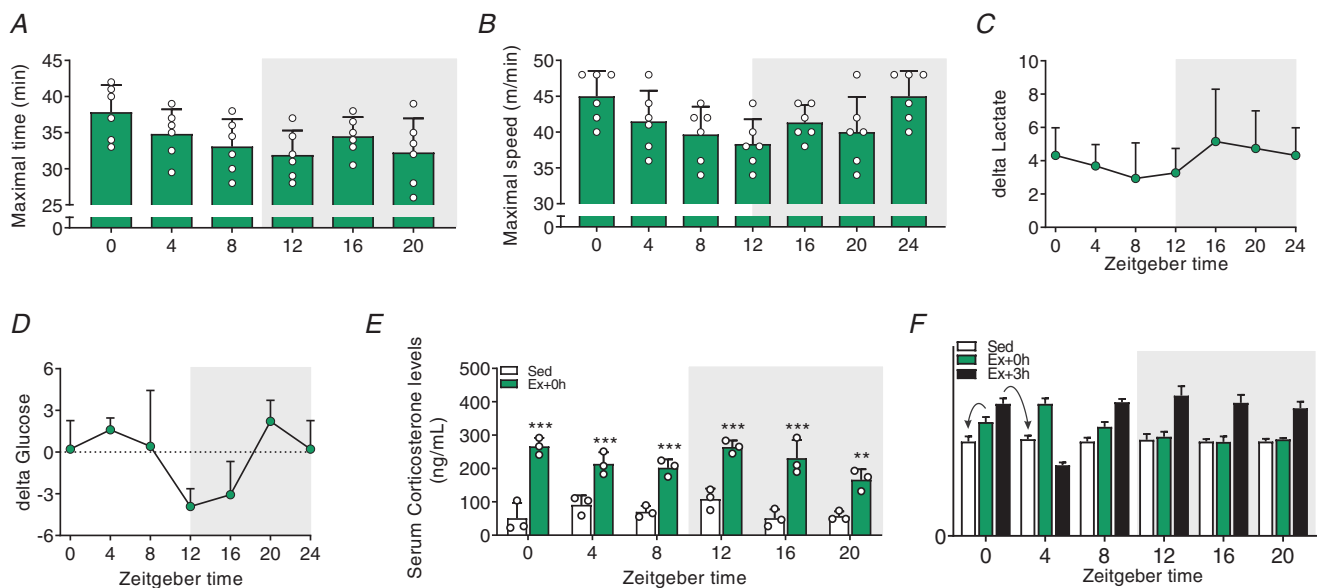 A
Maximal time (min)
45
40
35
30
25
0
0 4 8 12 16 20
B
Maximal speed (m/min)
50
45
40
35
30
0
0 4 8 12 16 20 24
C
delta Lactate
10
8
6
4
2
0
0 4 8 12 16 20 24
Zeitgeber time
D
delta Glucose
6
3
0
-3
-6
0 4 8 12 16 20 24
Zeitgeber time
E
Serum Corticosterone levels
(ng/mL)
500
400
300
200
100
0
Sed
Ex+0h
*** *** *** *** *** **
0 4 8 12 16 20
Zeitgeber time
F
Sed
Ex+0h
Ex+3h
0
0 4 8 12 16 20
Zeitgeber time